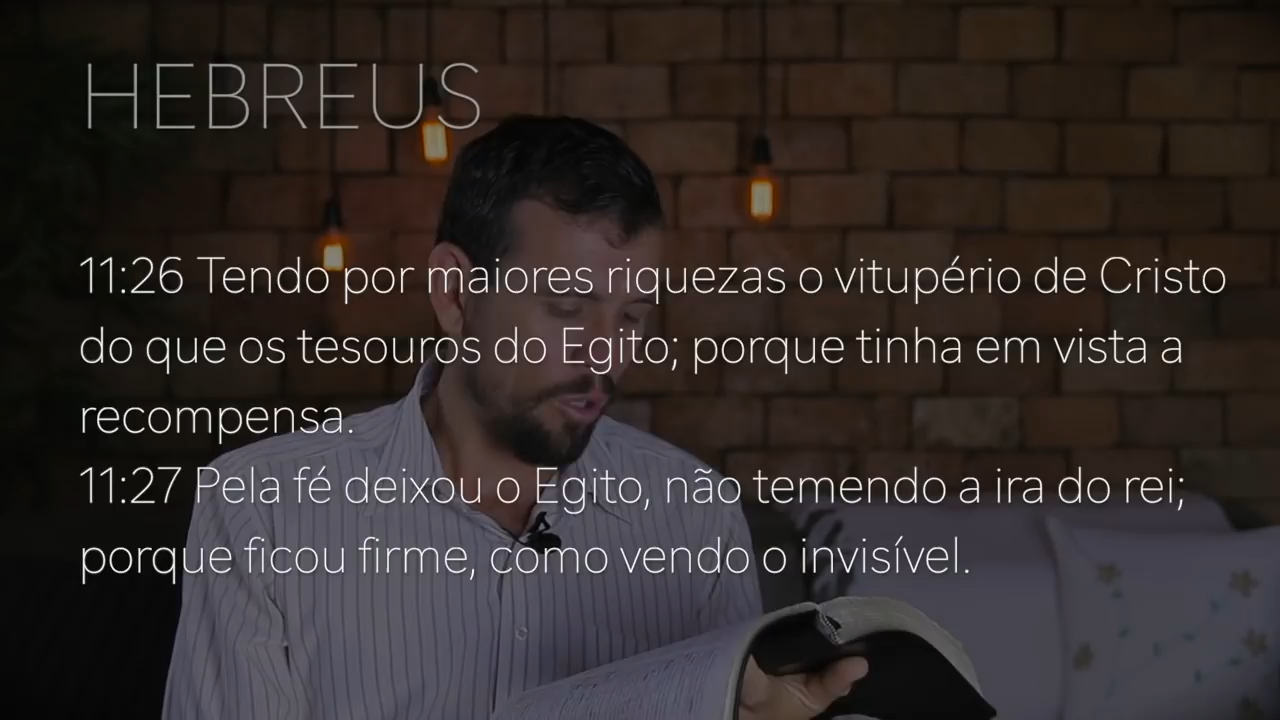 HEBREUS
11:26 Tendo por maiores riquezas o vitupério de Cristo
do que os tesouros do Egito; porque tinha em vista a
recompensa.
11:27 Pela fé deixou o Egito, não temendo a ira do rei;
porque ficou firme, como vendo o invisível.